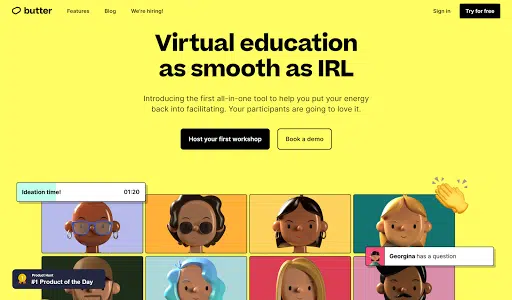 butter
Features
Blog
We're hiring!
Sign in
Try for free
Virtual education
as smooth as IRL
Introducing the first all-in-one tool to help you put your energy
back into facilitating. Your participants are going to love it.
Host your first workshop
Book a demo
Ideation time!
01:20
Georgina has a question
Product Hunt
#1 Product of the Day